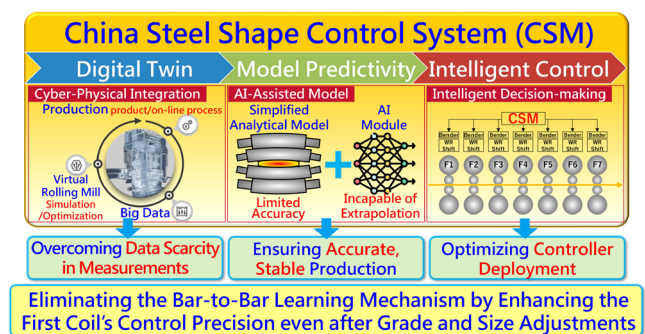 China Steel Shape Control System (CSM)
Digital Twin
Model Predictivity
Intelligent Control
Cyber-Physical Integration
Production product/on-line process
Virtual
Rolling Mill
Simulation
/Optimization
Big Data
AI-Assisted Model
Simplified
Analytical Model
AI
Module
Limited
Accuracy
Incapable of
Extrapolation
Intelligent Decision-making
CSM
Bender Bender Bender Bender Bender Bender Bender
WR WR WR WR WR WR WR
Shift Shift Shift Shift Shift Shift Shift
F1 F2 F3 F4 F5 F6 F7
Overcoming Data Scarcity
in Measurements
Ensuring Accurate,
Stable Production
Optimizing Controller
Deployment
Eliminating the Bar-to-Bar Learning Mechanism by Enhancing the
First Coil's Control Precision even after Grade and Size Adjustments